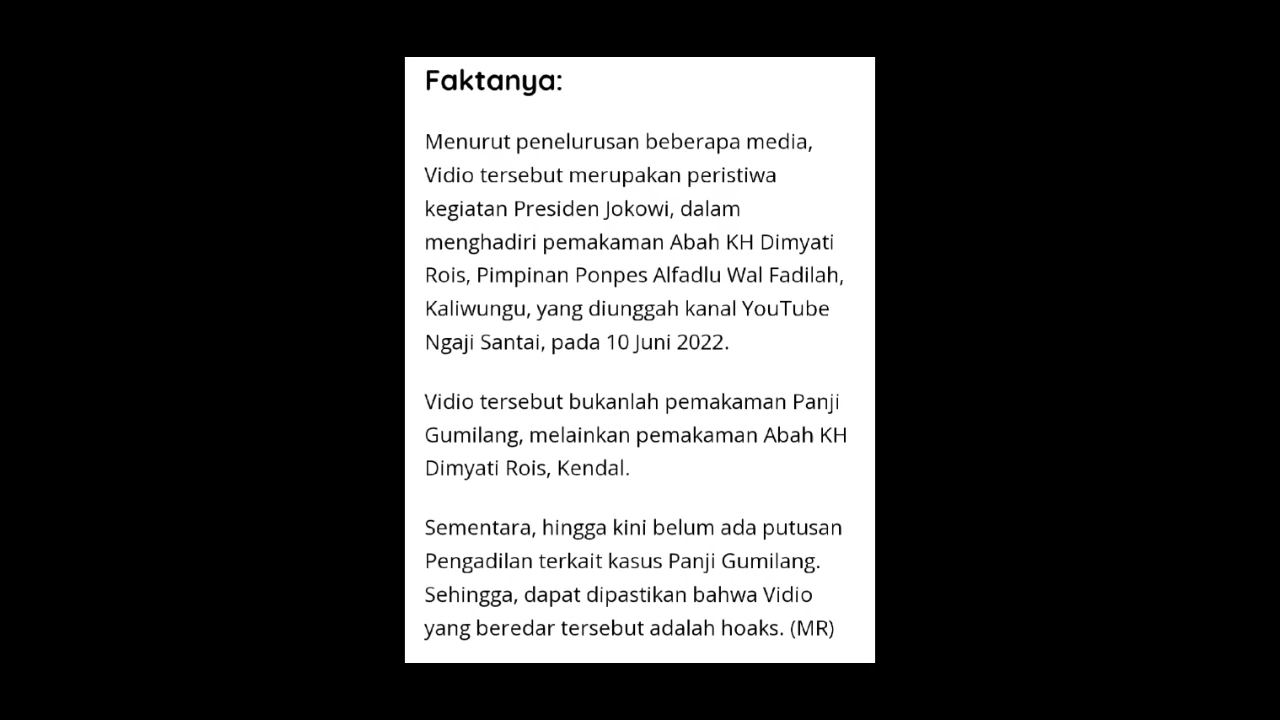 Faktanya:
Menurut penelurusan beberapa media,
Vidio tersebut merupakan peristiwa
kegiatan Presiden Jokowi, dalam
menghadiri pemakaman Abah KH Dimyati
Rois, Pimpinan Ponpes Alfadlu Wal Fadilah,
Kaliwungu, yang diunggah kanal YouTube
Ngaji Santai, pada 10 Juni 2022.
Vidio tersebut bukanlah pemakaman Panji
Gumilang, melainkan pemakaman Abah KH
Dimyati Rois, Kendal.
Sementara, hingga kini belum ada putusan
Pengadilan terkait kasus Panji Gumilang.
Sehingga, dapat dipastikan bahwa Vidio
yang beredar tersebut adalah hoaks. (MR)